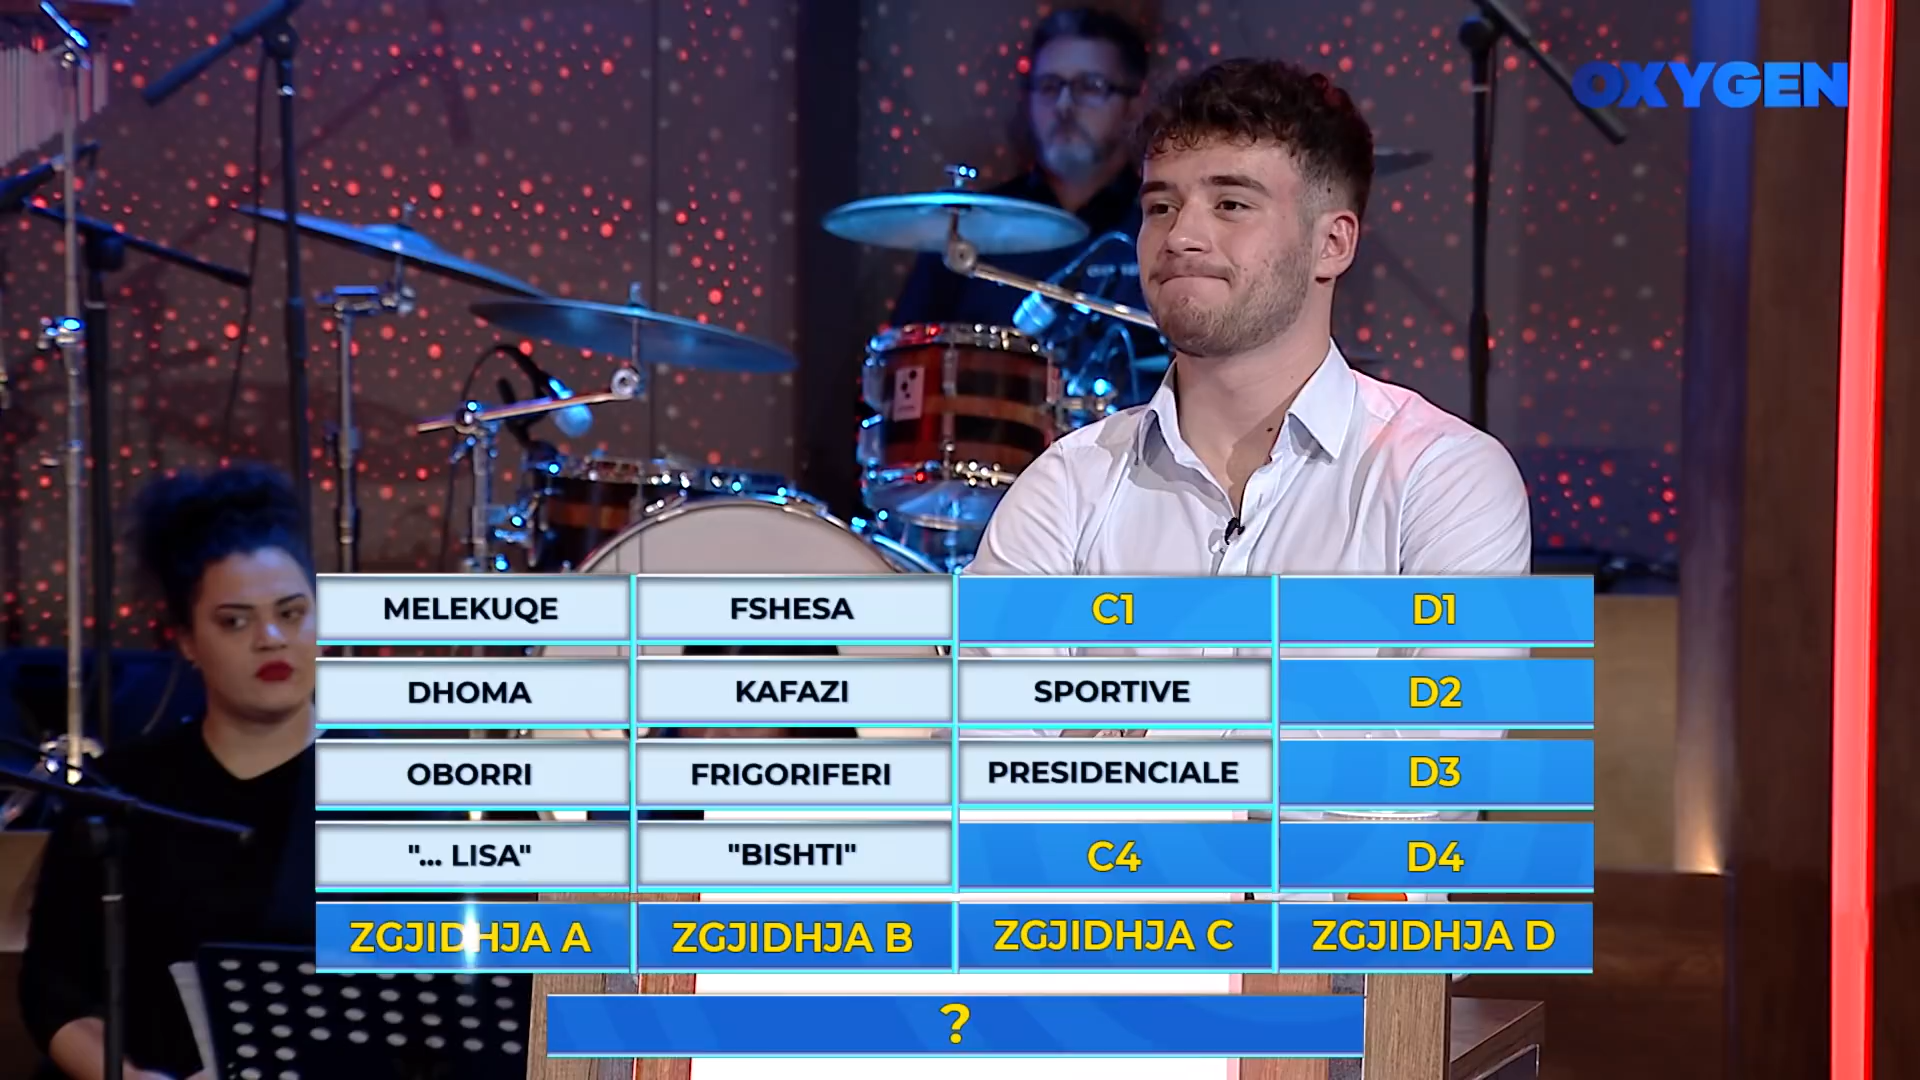 OXYGEN
MELEKUQE FSHESA C1 D1
DHOMA KAFAZI SPORTIVE D2
OBORRI FRIGORIFERI PRESIDENCIALE D3
"... LISA" "BISHTI" C4 D4
ZGJIDHJA A ZGJIDHJA B ZGJIDHJA C ZGJIDHJA D
?